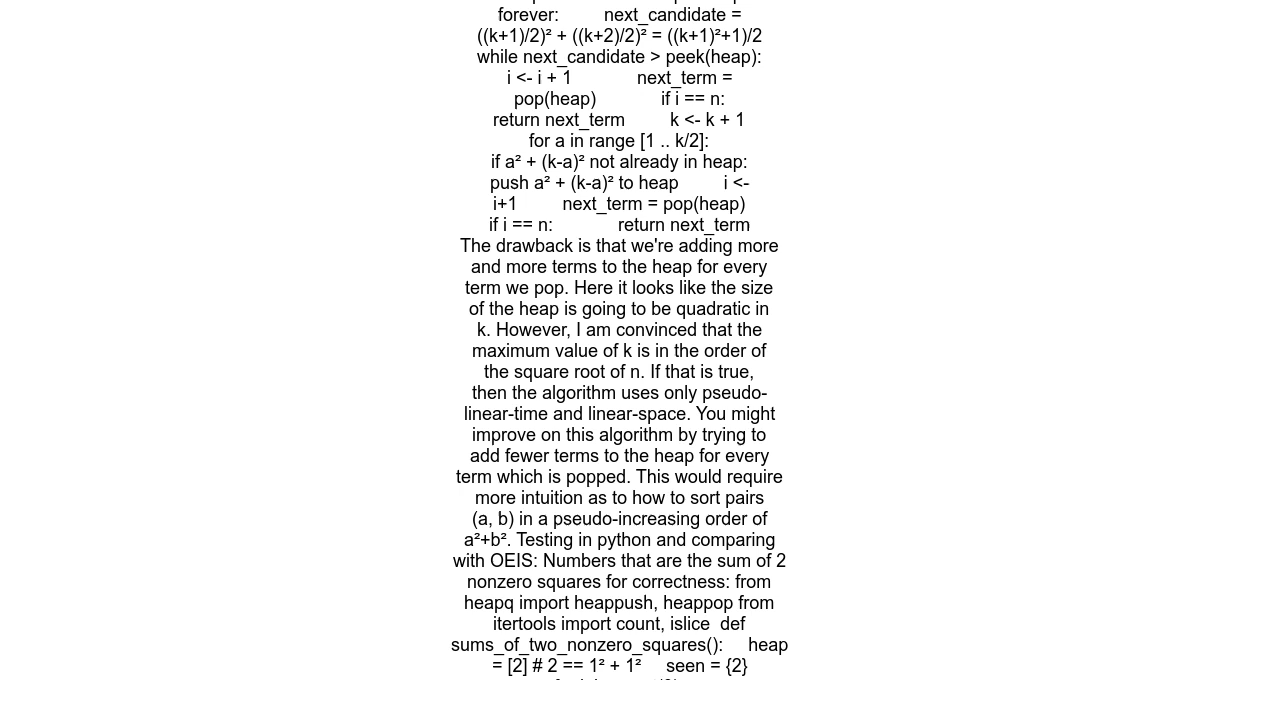 forever: next_candidate =
((k+1)/2)² + ((k+2)/2)² = ((k+1)²+1)/2
while next_candidate > peek(heap):
i <- i + 1 next_term =
pop(heap) if i == n:
return next_term k <- k + 1
for a in range [1 .. k/2]:
if a² + (k-a)² not already in heap:
push a² + (k-a)² to heap i <-
i+1 next_term = pop(heap)
if i == n: return next_term
The drawback is that we're adding more
and more terms to the heap for every
term we pop. Here it looks like the size
of the heap is going to be quadratic in
k. However, I am convinced that the
maximum value of k is in the order of
the square root of n. If that is true,
then the algorithm uses only pseudo-
linear-time and linear-space. You might
improve on this algorithm by trying to
add fewer terms to the heap for every
term which is popped. This would require
more intuition as to how to sort pairs
(a, b) in a pseudo-increasing order of
a²+b². Testing in python and comparing
with OEIS: Numbers that are the sum of 2
nonzero squares for correctness: from
heapq import heappush, heappop from
itertools import count, islice def
sums_of_two_nonzero_squares(): heap
= [2] # 2 == 1² + 1² seen = {2}